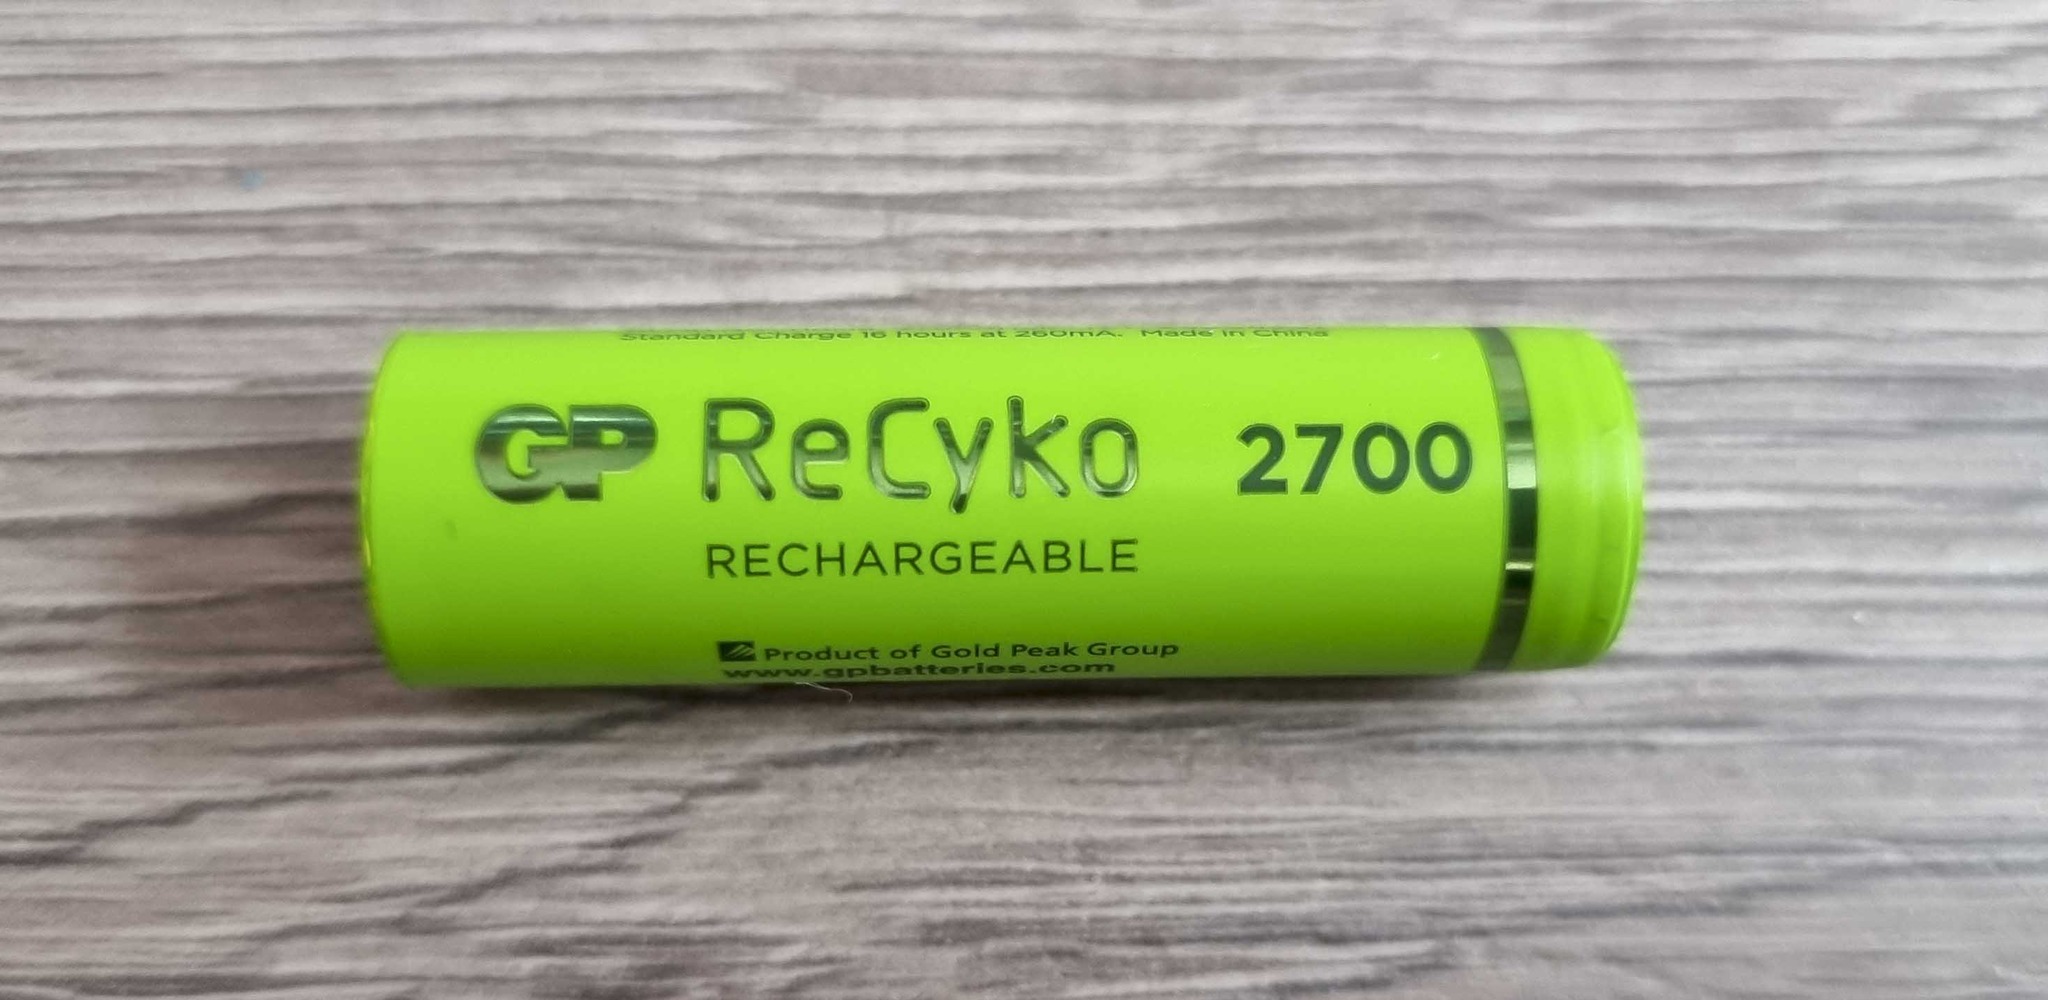 Standard Charge 16 hours at 260mA. Made in China
GP ReCyko 2700
RECHARGEABLE
Product of Gold Peak Group
www.gpbatteries.com